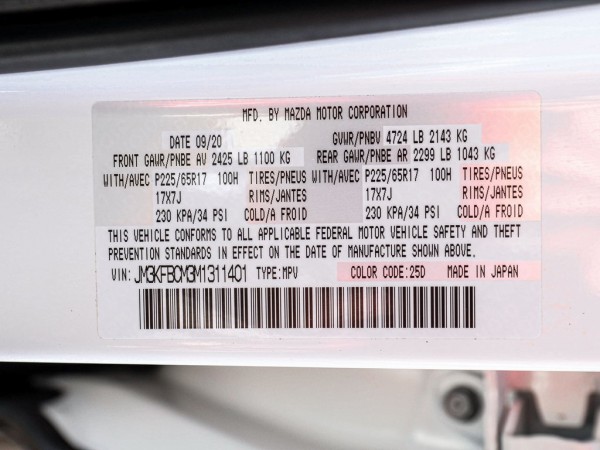 MFD. BY MAZDA MOTOR CORPORATION
DATE 09/20 GVWR/PNBV 4724 LB 2143 KG
FRONT GAWR/PNBE AV 2425 LB 1100 KG REAR GAWR/PNBE AR 2299 LB 1043 KG
WITH/AVEC P225/65R17 100H TIRES/PNEUS WITH/AVEC P225/65R17 100H TIRES/PNEUS
17X7J RIMS/JANTES 17X7J RIMS/JANTES
230 KPA/34 PSI COLD/A FROID 230 KPA/34 PSI COLD/A FROID
THIS VEHICLE CONFORMS TO ALL APPLICABLE FEDERAL MOTOR VEHICLE SAFETY AND THEFT
PREVENTION STANDARDS IN EFFECT ON THE DATE OF MANUFACTURE SHOWN ABOVE.
VIN: JM3KFBCM3M1311401 TYPE:MPV COLOR CODE:25D MADE IN JAPAN